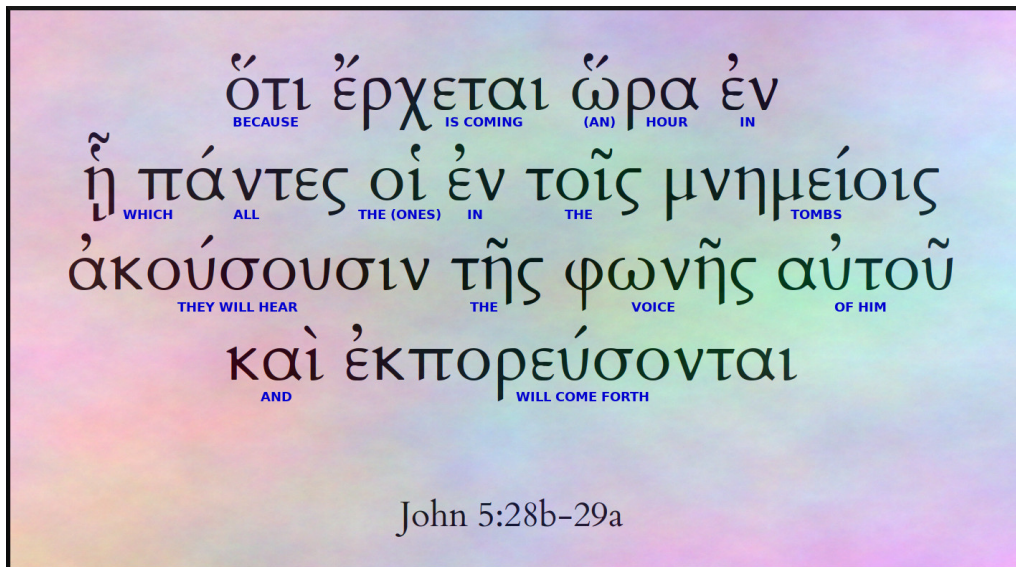 ὅτι ἔρχεται ὥρα ἐν
BECAUSE IS COMING (AN) HOUR IN
ᾗ πάντες οἱ ἐν τοῖς μνημείοις
WHICH ALL THE (ONES) IN THE TOMBS
ἀκούσουσιν τῆς φωνῆς αὐτοῦ
THEY WILL HEAR THE VOICE OF HIM
καὶ ἐκπορεύσονται
AND WILL COME FORTH
John 5:28b-29a